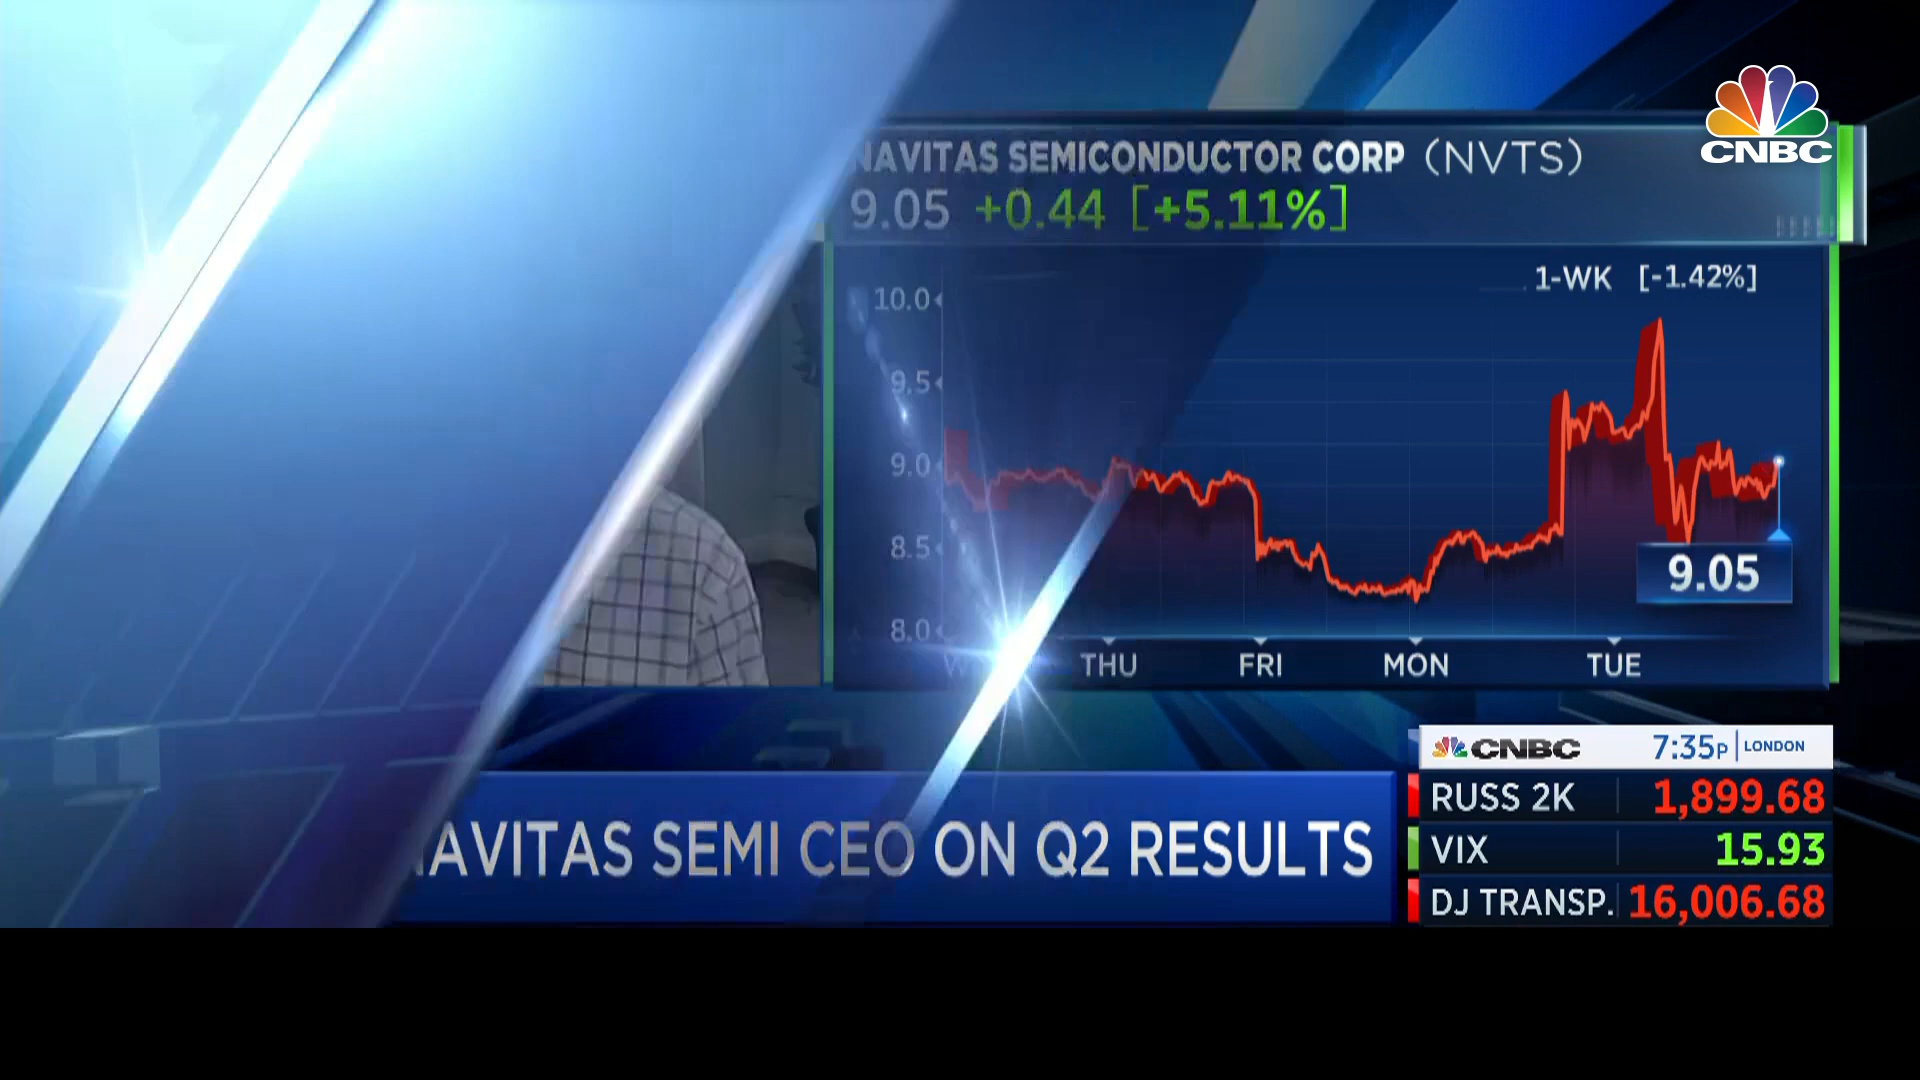 CNBC
NAVITAS SEMICONDUCTOR CORP (NVTS)
9.05 +0.44 [+5.11%]
1-WK [-1.42%]
10.0
9.5
9.0
8.5
8.0
9.05
THU FRI MON TUE
CNBC 7:35P LONDON
RUSS 2K 1,899.68
VIX 15.93
DJ TRANSP. 16,006.68
NAVITAS SEMI CEO ON Q2 RESULTS